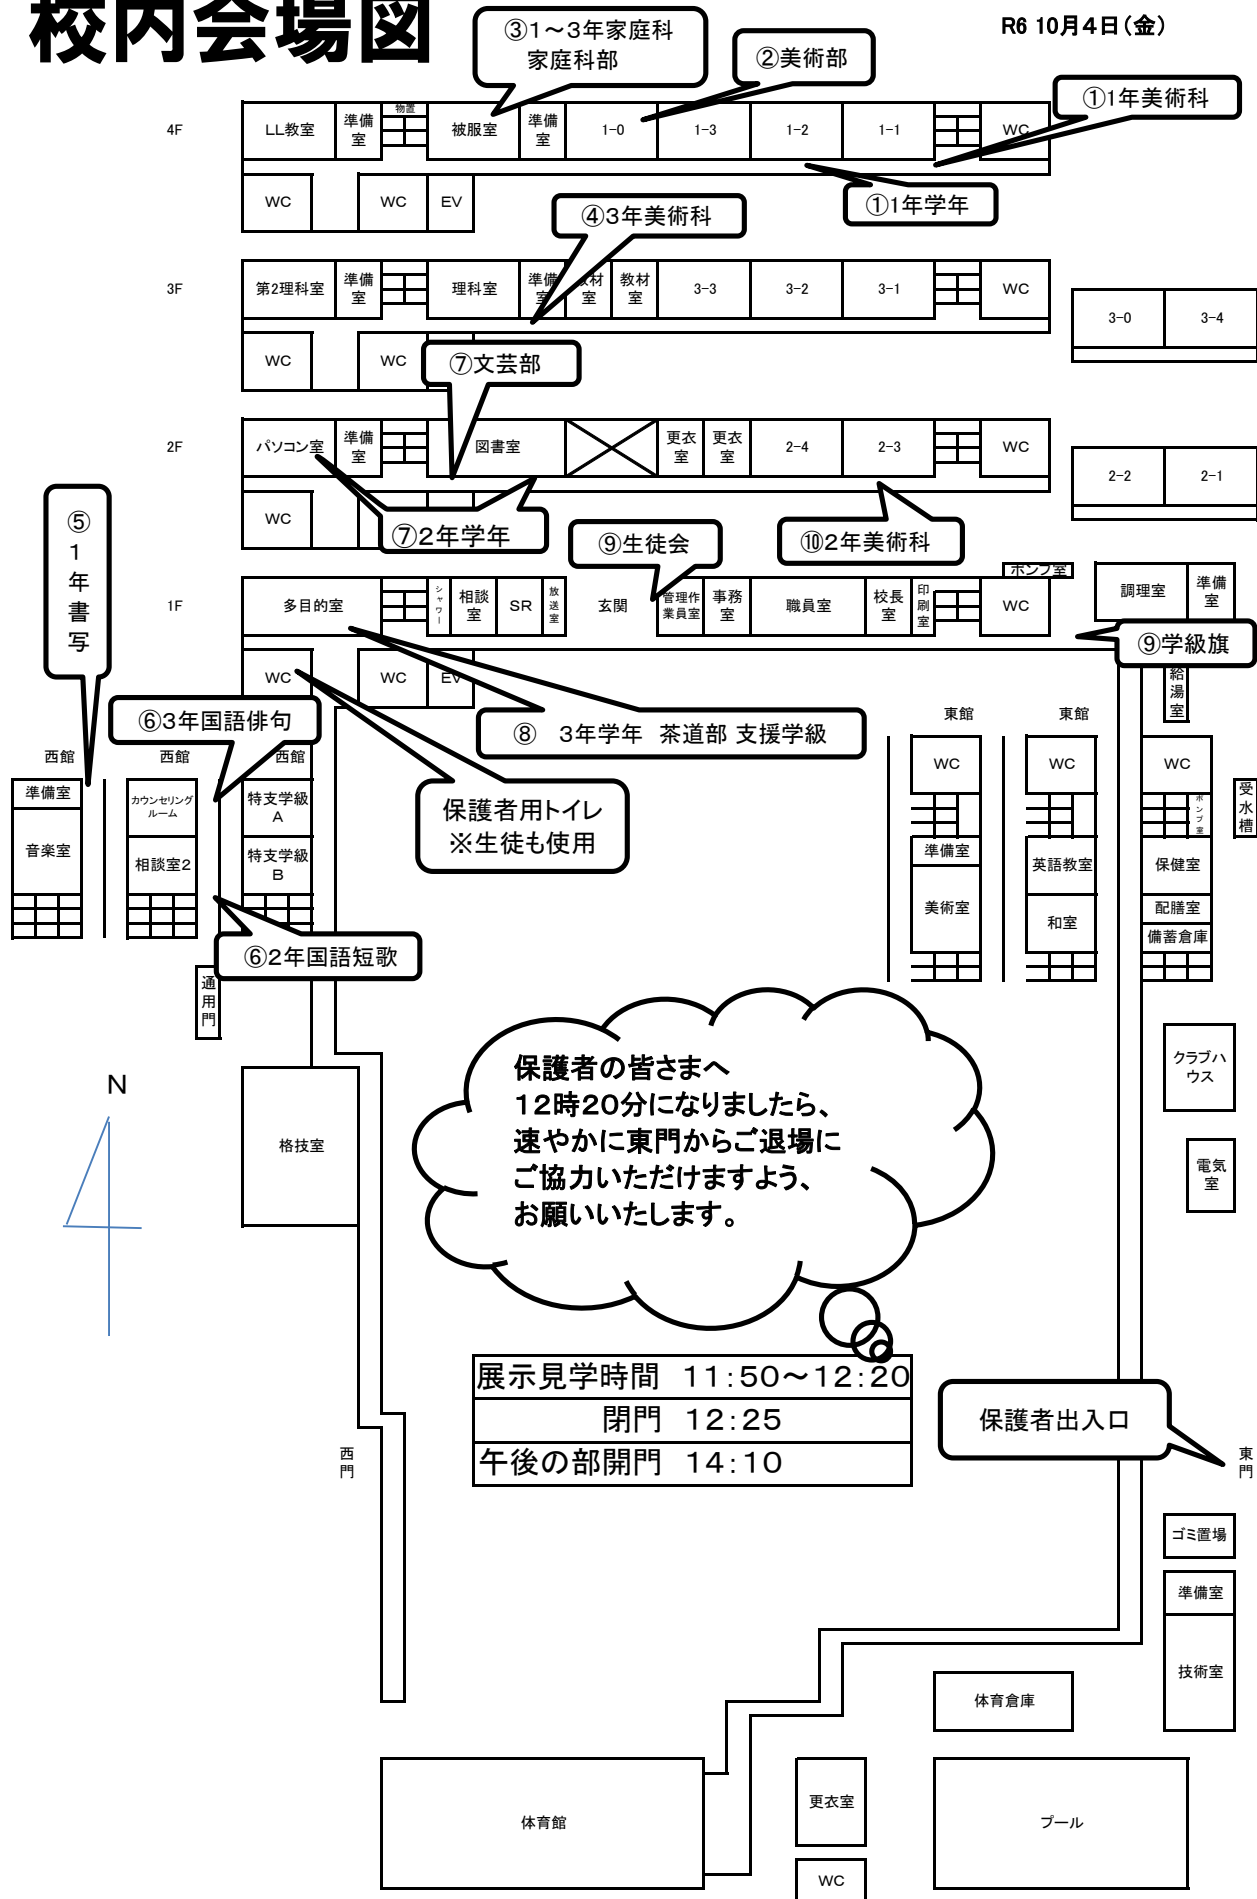 校内会場図
R6 10月4日(金)
③1～3年家庭科
家庭科部
②美術部
①1年美術科
4F
LL教室
準備室
物置
被服室
準備室
1-0
1-3
1-2
1-1
WC
WC
WC
EV
①1年学年
④3年美術科
3F
第2理科室
準備室
理科室
準備室
教材室
教材室
3-3
3-2
3-1
WC
3-0
3-4
WC
WC
⑦文芸部
2F
パソコン室
準備室
図書室
更衣室
更衣室
2-4
2-3
WC
2-2
2-1
WC
⑦2年学年
⑩2年美術科
⑨生徒会
⑤1年書写
1F
多目的室
シャワー
相談室
SR
放送室
玄関
管理作業員室
事務室
職員室
校長室
印刷室
WC
ポンプ室
調理室
準備室
⑨学級旗
WC
WC
EV
給湯室
⑥3年国語俳句
⑧ 3年学年 茶道部 支援学級
東館
東館
西館
西館
西館
保護者用トイレ
※生徒も使用
準備室
音楽室
カウンセリングルーム
相談室2
特支学級A
特支学級B
WC
WC
WC
ポンプ室
受水槽
準備室
美術室
英語教室
和室
保健室
配膳室
備蓄倉庫
⑥2年国語短歌
通用門
N
格技室
保護者の皆さまへ
12時20分になりましたら、
速やかに東門からご退場に
ご協力いただけますよう、
お願いいたします。
クラブハウス
電気室
展示見学時間 11:50～12:20
閉門 12:25
午後の部開門 14:10
保護者出入口
西門
東門
ゴミ置場
準備室
技術室
体育倉庫
体育館
更衣室
WC
プール